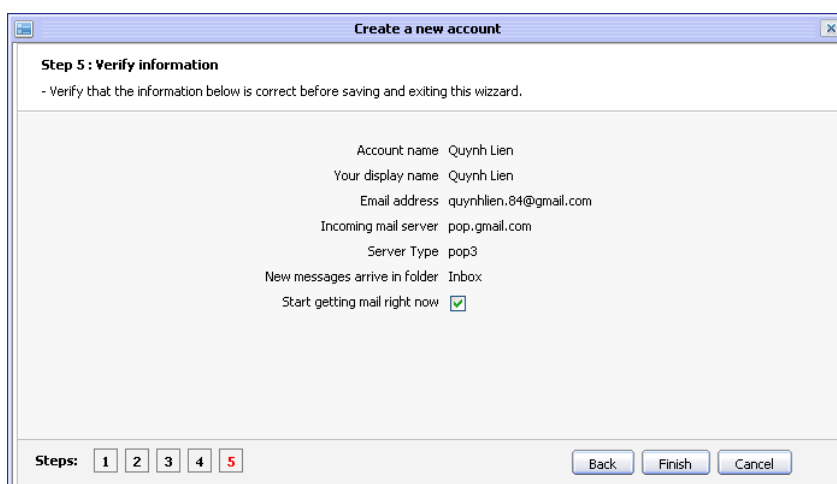 Create a new account
Step 5 : Verify information
- Verify that the information below is correct before saving and exiting this wizzard.
Account name Quynh Lien
Your display name Quynh Lien
Email address quynhlien.84@gmail.com
Incoming mail server pop.gmail.com
Server Type pop3
New messages arrive in folder Inbox
Start getting mail right now
Steps: 1 2 3 4 5 Back Finish Cancel